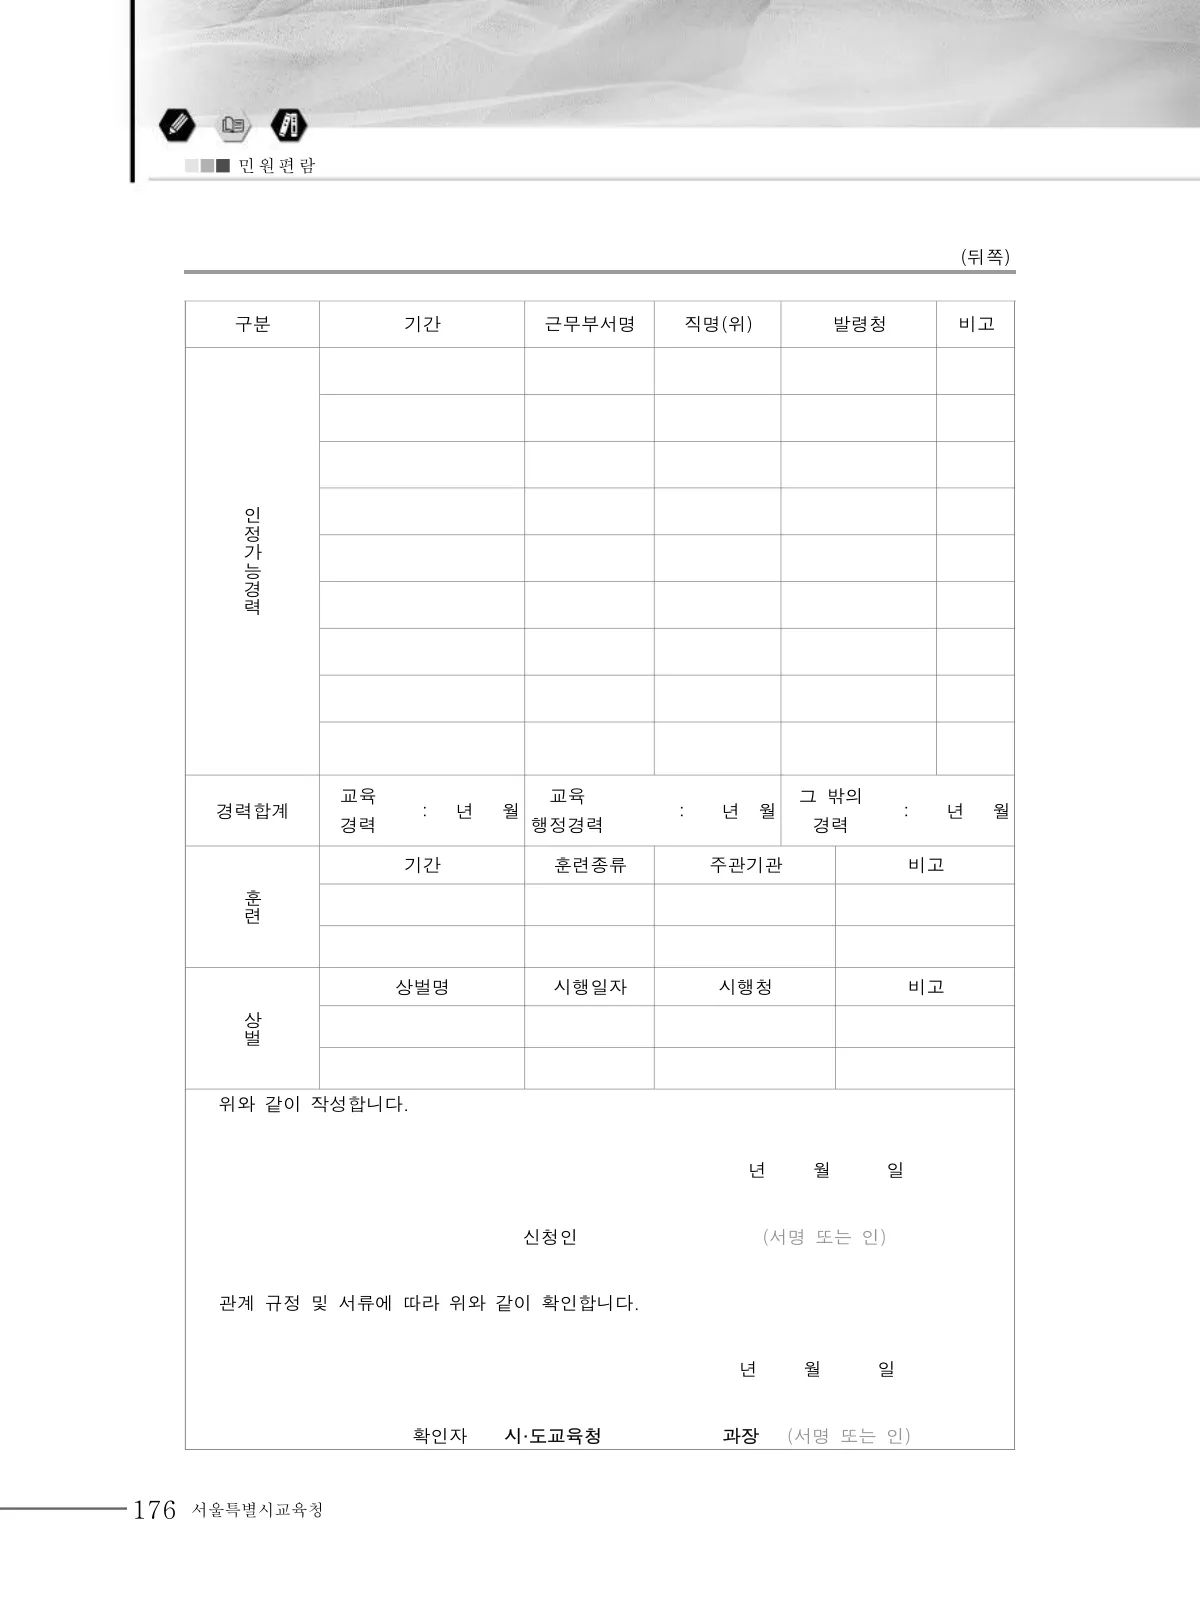 민원편람
(뒤쪽)
구분 기간 근무부서명 직명(위) 발령청 비고
인정가능경력
경력합계 교육 경력 : 년 월 교육 행정경력 : 년 월 그 밖의 경력 : 년 월
훈련 기간 훈련종류 주관기관 비고
상벌 상벌명 시행일자 시행청 비고
위와 같이 작성합니다.
년 월 일
신청인 (서명 또는 인)
관계 규정 및 서류에 따라 위와 같이 확인합니다.
년 월 일
확인자 시·도교육청 과장 (서명 또는 인)
176 서울특별시교육청